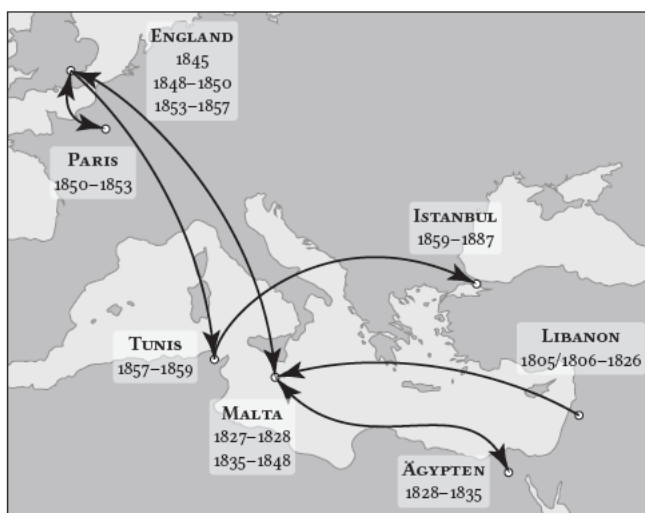 ENGLAND
1845
1848–1850
1853–1857
PARIS
1850–1853
ISTANBUL
1859–1887
TUNIS
1857–1859
LIBANON
1805/1806–1826
MALTA
1827–1828
1835–1848
ÄGYPTEN
1828–1835